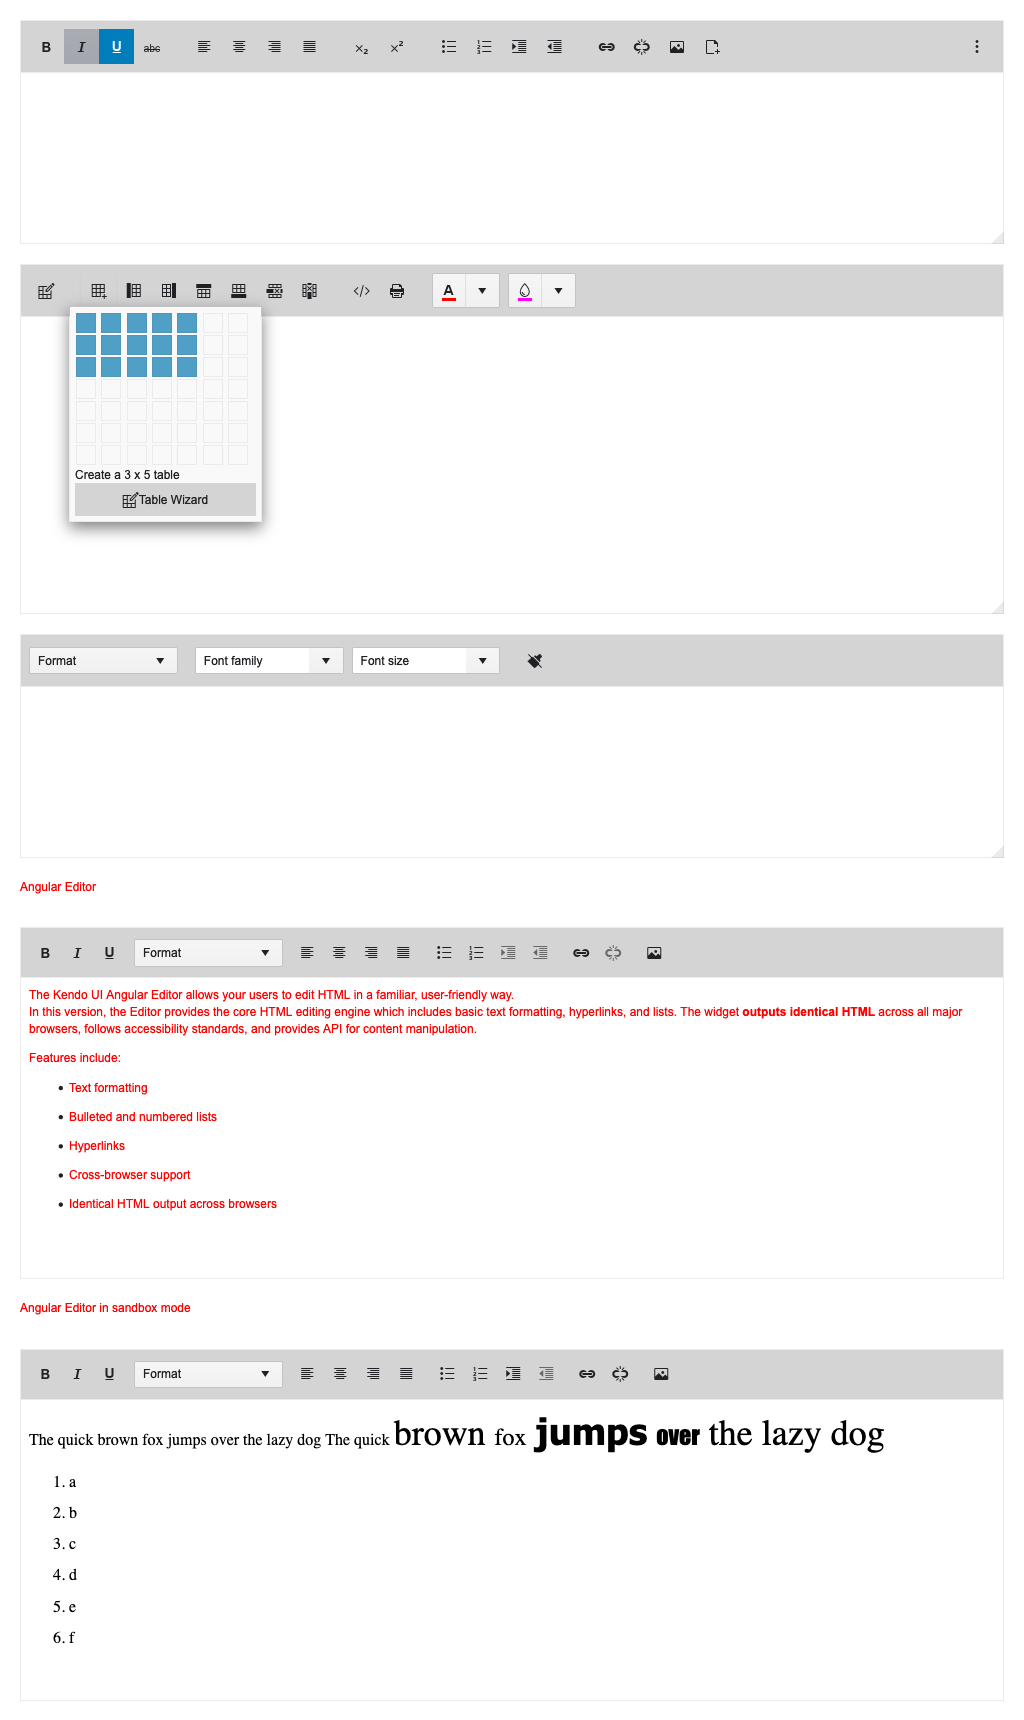 B I U abc x₂ x²
A
Create a 3 x 5 table
Table Wizard
Format Font family Font size
Angular Editor
B I U Format
The Kendo UI Angular Editor allows your users to edit HTML in a familiar, user-friendly way.
In this version, the Editor provides the core HTML editing engine which includes basic text formatting, hyperlinks, and lists. The widget outputs identical HTML across all major
browsers, follows accessibility standards, and provides API for content manipulation.
Features include:
• Text formatting
• Bulleted and numbered lists
• Hyperlinks
• Cross-browser support
• Identical HTML output across browsers
Angular Editor in sandbox mode
B I U Format
The quick brown fox jumps over the lazy dog The quick brown fox jumps over the lazy dog
1. a
2. b
3. c
4. d
5. e
6. f